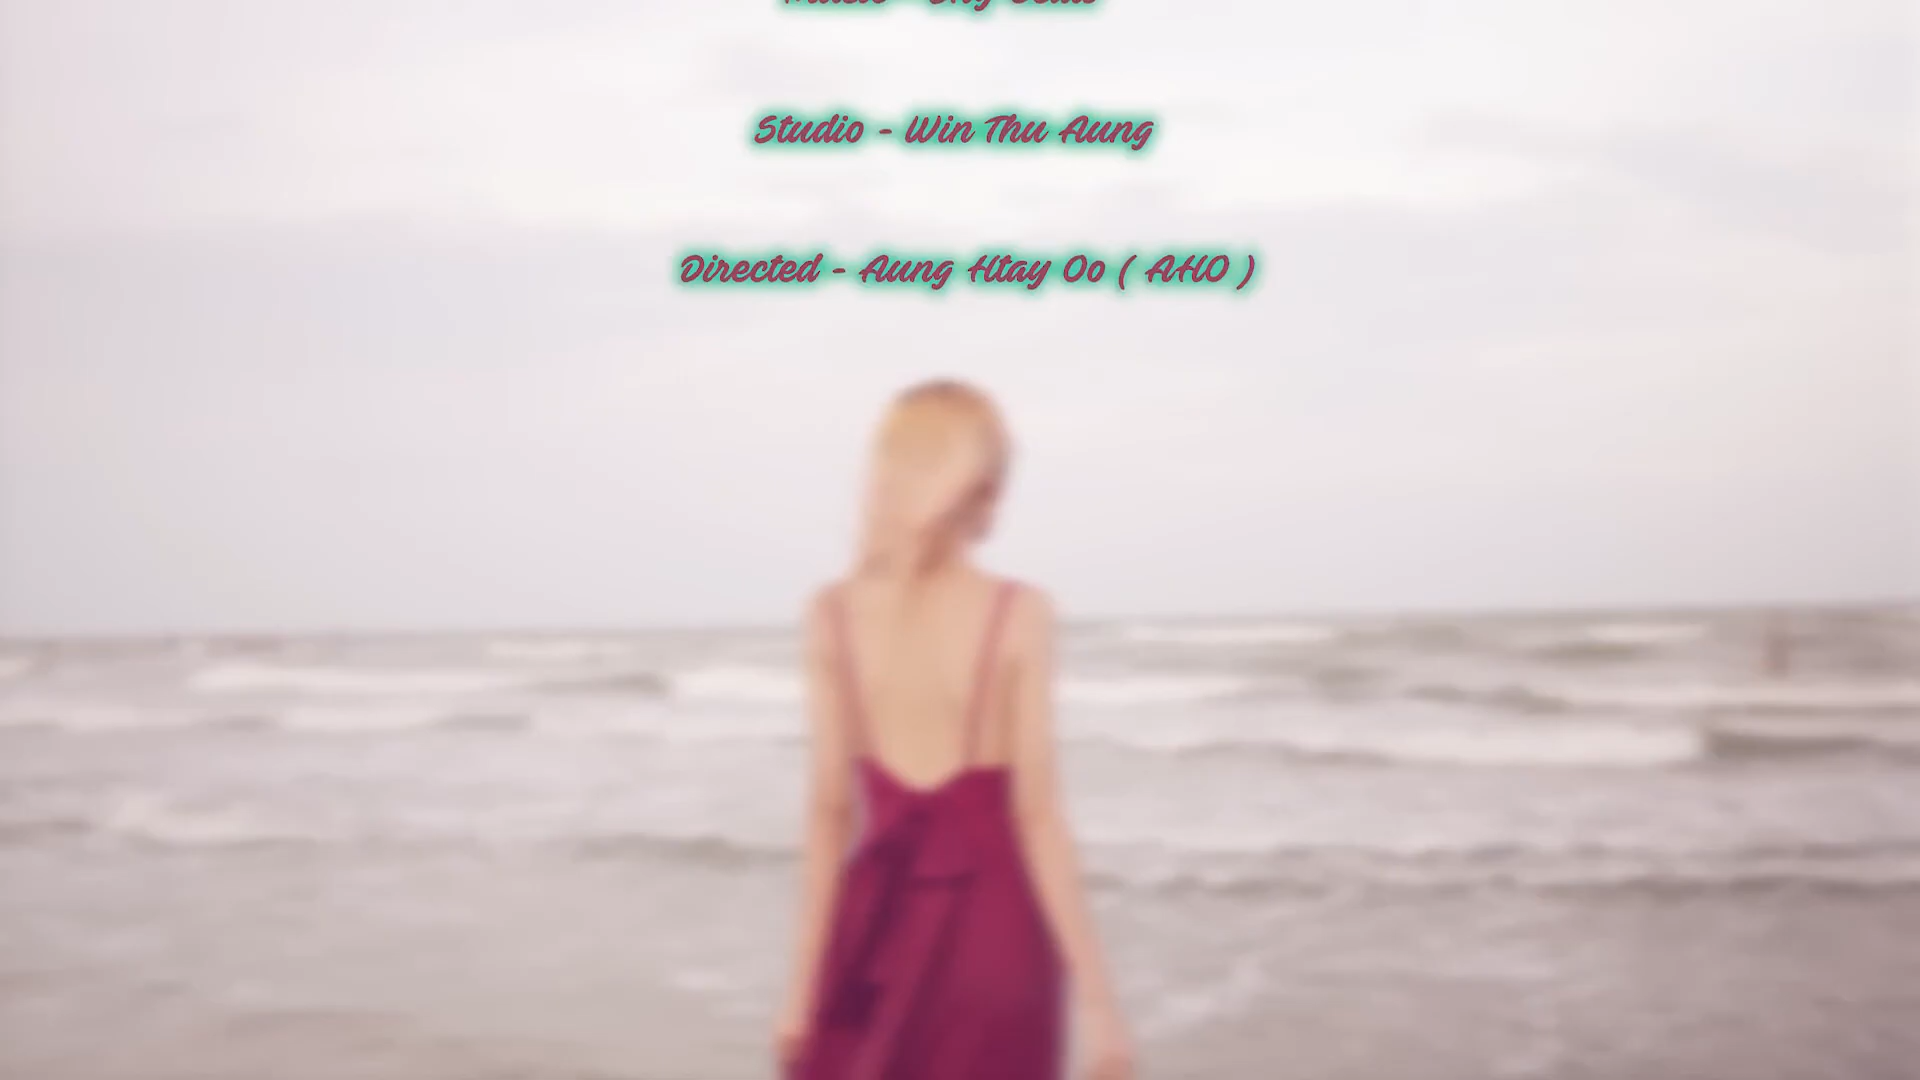 Studio - Win Thu Aung
Directed - Aung Htay Oo ( AHO )